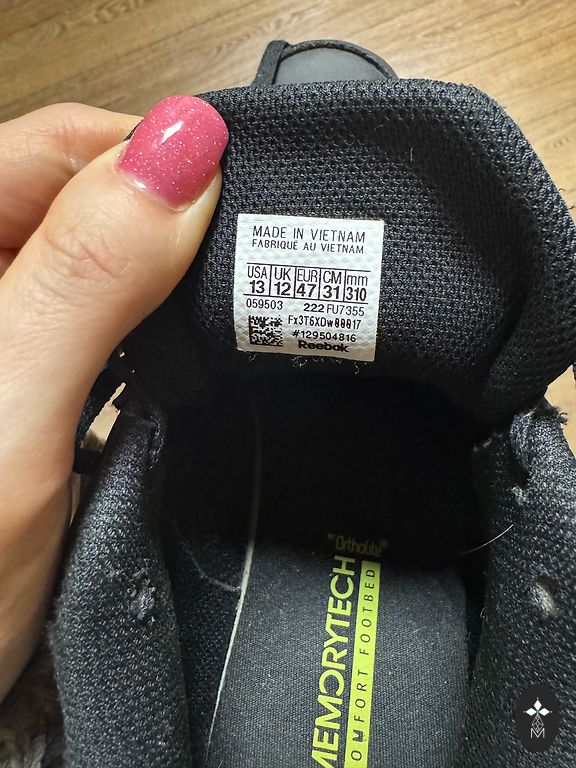 MADE IN VIETNAM
FABRIQUÉ AU VIETNAM
USA UK EUR CM mm
13 12 47 31 310
059503 222 FU7355
Fx3T6XDw00017
#129504816
Reebok
Ortholite
MEMORYTECH
COMFORT FOOTBED
M